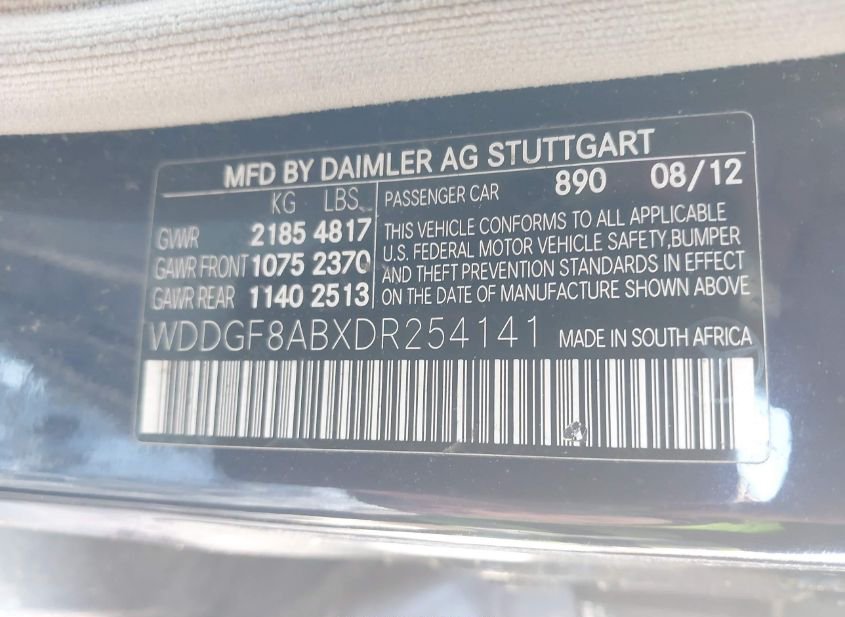 MFD BY DAIMLER AG STUTTGART
KG LBS
GVWR 2185 4817
GAWR FRONT 1075 2370
GAWR REAR 1140 2513
PASSENGER CAR 890 08/12
THIS VEHICLE CONFORMS TO ALL APPLICABLE
U.S. FEDERAL MOTOR VEHICLE SAFETY,BUMPER
AND THEFT PREVENTION STANDARDS IN EFFECT
ON THE DATE OF MANUFACTURE SHOWN ABOVE
WDDGF8ABXDR254141 MADE IN SOUTH AFRICA